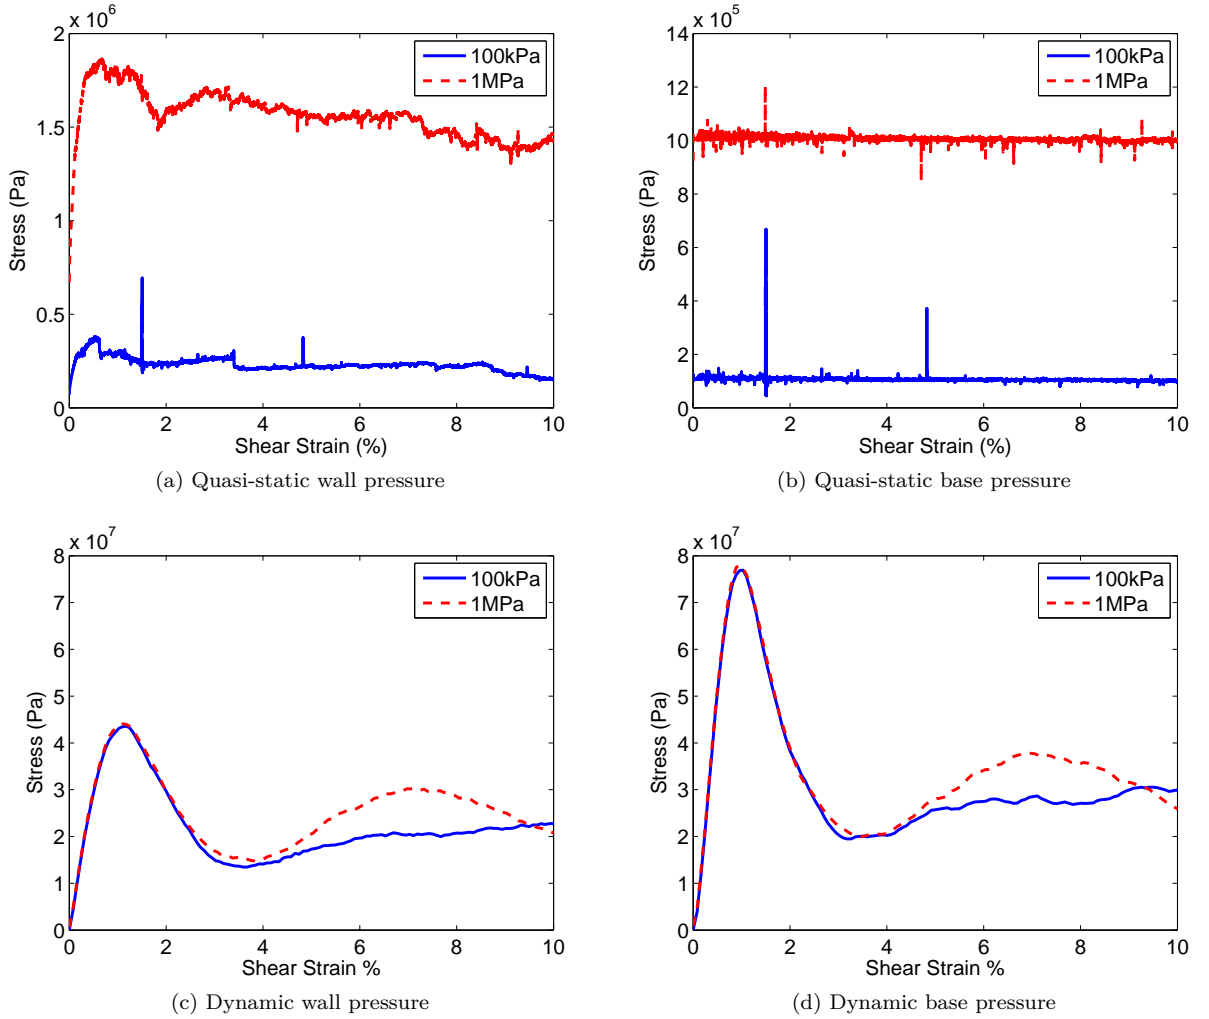 x 10^6
2
1.5
1
0.5
0
Stress (Pa)
100kPa
1MPa
0 2 4 6 8 10
Shear Strain (%)
(a) Quasi-static wall pressure
x 10^5
14
12
10
8
6
4
2
0
Stress (Pa)
100kPa
1MPa
0 2 4 6 8 10
Shear Strain (%)
(b) Quasi-static base pressure
x 10^7
8
7
6
5
4
3
2
1
0
Stress (Pa)
100kPa
1MPa
0 2 4 6 8 10
Shear Strain %
(c) Dynamic wall pressure
x 10^7
8
7
6
5
4
3
2
1
0
Stress (Pa)
100kPa
1MPa
0 2 4 6 8 10
Shear Strain %
(d) Dynamic base pressure